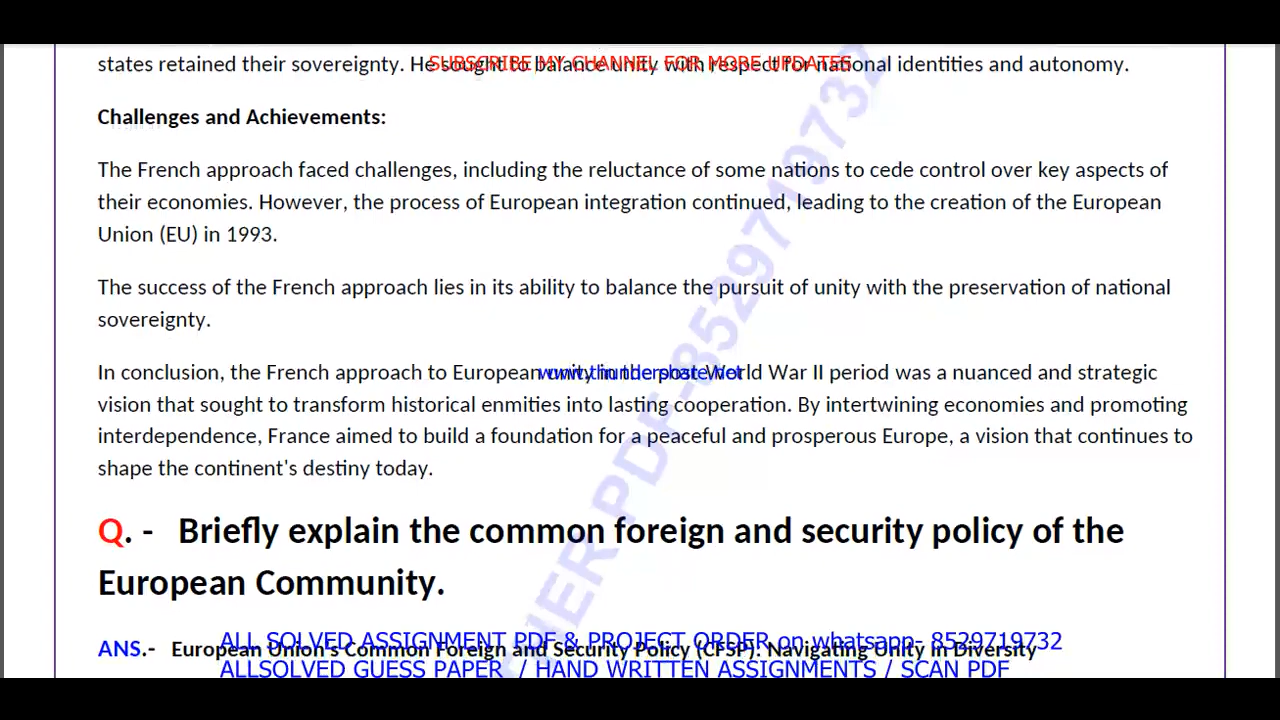 states retained their sovereignty. He sought to balance unity with respect for national identities and autonomy.
SUBSCRIBE MY CHANNEL FOR MORE UPDATES
Challenges and Achievements:
The French approach faced challenges, including the reluctance of some nations to cede control over key aspects of
their economies. However, the process of European integration continued, leading to the creation of the European
Union (EU) in 1993.
The success of the French approach lies in its ability to balance the pursuit of unity with the preservation of national
sovereignty.
In conclusion, the French approach to European unity in the post-World War II period was a nuanced and strategic
www.thundershare.net
vision that sought to transform historical enmities into lasting cooperation. By intertwining economies and promoting
interdependence, France aimed to build a foundation for a peaceful and prosperous Europe, a vision that continues to
shape the continent's destiny today.
Q. - Briefly explain the common foreign and security policy of the
European Community.
ALL SOLVED ASSIGNMENT PDF & PROJECT ORDER on whatsapp- 8529719732
ANS.- European Union's Common Foreign and Security Policy (CFSP): Navigating Unity in Diversity
ALLSOLVED GUESS PAPER / HAND WRITTEN ASSIGNMENTS / SCAN PDF
HER PDF-8529719732